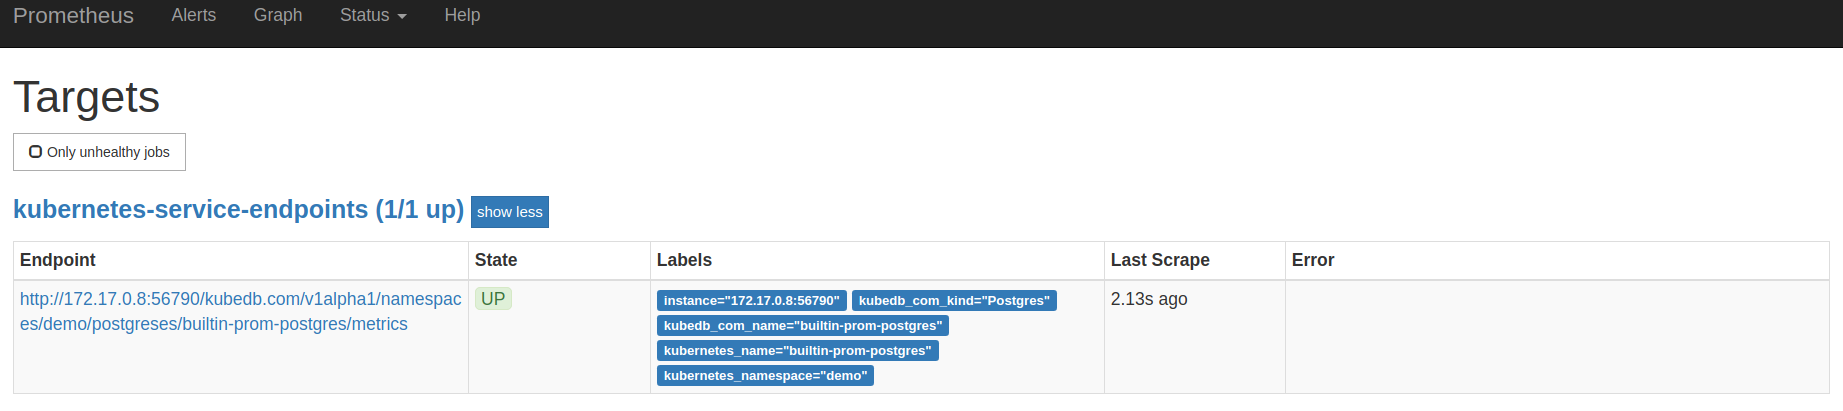 Prometheus Alerts Graph Status Help
Targets
Only unhealthy jobs
kubernetes-service-endpoints (1/1 up) show less
Endpoint State Labels Last Scrape Error
http://172.17.0.8:56790/kubedb.com/v1alpha1/namespac UP instance="172.17.0.8:56790" kubedb_com_kind="Postgres" 2.13s ago
es/demo/postgreses/builtin-prom-postgres/metrics kubedb_com_name="builtin-prom-postgres"
kubernetes_name="builtin-prom-postgres"
kubernetes_namespace="demo"